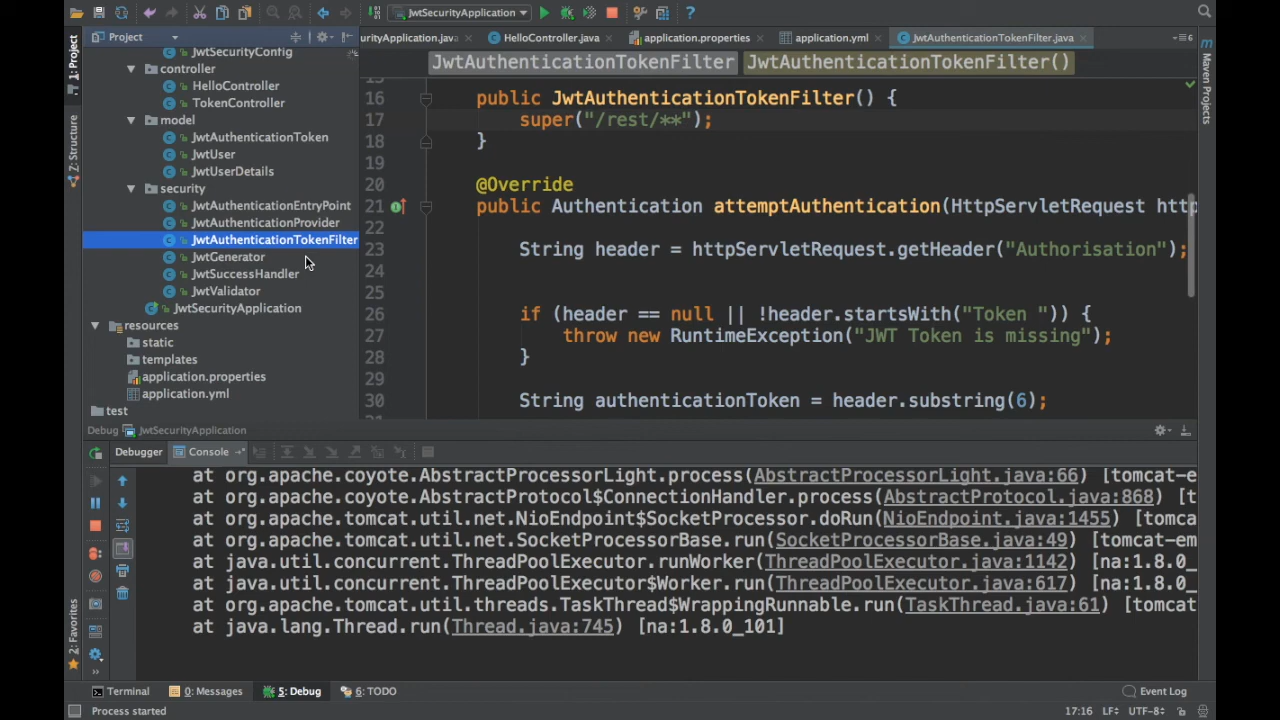 JwtSecurityApplication
1: Project
Z: Structure
2: Favorites
Project
urityApplication.java
HelloController.java
application.properties
application.yml
JwtAuthenticationTokenFilter.java
6
Maven Projects
JwtAuthenticationTokenFilter
JwtAuthenticationTokenFilter()
JwtSecurityConfig
controller
HelloController
TokenController
model
JwtAuthenticationToken
JwtUser
JwtUserDetails
security
JwtAuthenticationEntryPoint
JwtAuthenticationProvider
JwtAuthenticationTokenFilter
JwtGenerator
JwtSuccessHandler
JwtValidator
JwtSecurityApplication
resources
static
templates
application.properties
application.yml
test
16 public JwtAuthenticationTokenFilter() {
17 super("/rest/**");
18 }
19
20 @Override
21 public Authentication attemptAuthentication(HttpServletRequest http
22
23 String header = httpServletRequest.getHeader("Authorisation");
24
25
26 if (header == null || !header.startsWith("Token ")) {
27 throw new RuntimeException("JWT Token is missing");
28 }
29
30 String authenticationToken = header.substring(6);
Debug JwtSecurityApplication
Debugger
Console
at org.apache.coyote.AbstractProcessorLight.process(AbstractProcessorLight.java:66) [tomcat-e
at org.apache.coyote.AbstractProtocol$ConnectionHandler.process(AbstractProtocol.java:868) [t
at org.apache.tomcat.util.net.NioEndpoint$SocketProcessor.doRun(NioEndpoint.java:1455) [tomca
at org.apache.tomcat.util.net.SocketProcessorBase.run(SocketProcessorBase.java:49) [tomcat-em
at java.util.concurrent.ThreadPoolExecutor.runWorker(ThreadPoolExecutor.java:1142) [na:1.8.0_
at java.util.concurrent.ThreadPoolExecutor$Worker.run(ThreadPoolExecutor.java:617) [na:1.8.0_
at org.apache.tomcat.util.threads.TaskThread$WrappingRunnable.run(TaskThread.java:61) [tomcat
at java.lang.Thread.run(Thread.java:745) [na:1.8.0_101]
Terminal
0: Messages
5: Debug
6: TODO
Event Log
Process started
17:16
LF
UTF-8